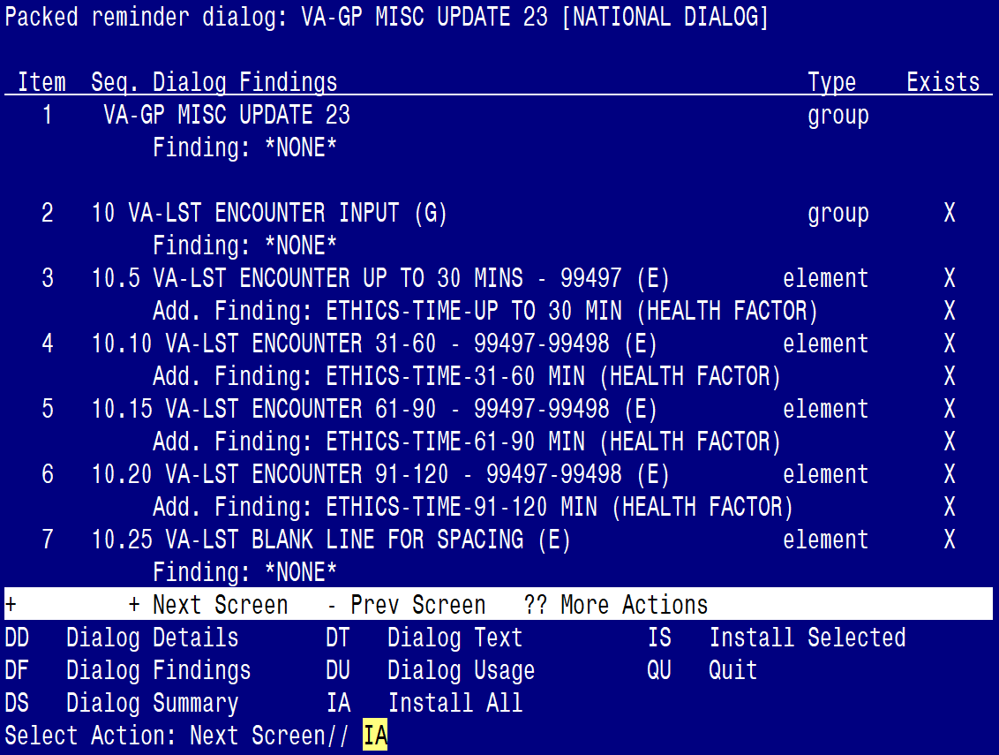 Packed reminder dialog: VA-GP MISC UPDATE 23 [NATIONAL DIALOG]
Item Seq. Dialog Findings Type Exists
1 VA-GP MISC UPDATE 23 group
Finding: *NONE*
2 10 VA-LST ENCOUNTER INPUT (G) group X
Finding: *NONE*
3 10.5 VA-LST ENCOUNTER UP TO 30 MINS - 99497 (E) element X
Add. Finding: ETHICS-TIME-UP TO 30 MIN (HEALTH FACTOR) X
4 10.10 VA-LST ENCOUNTER 31-60 - 99497-99498 (E) element X
Add. Finding: ETHICS-TIME-31-60 MIN (HEALTH FACTOR) X
5 10.15 VA-LST ENCOUNTER 61-90 - 99497-99498 (E) element X
Add. Finding: ETHICS-TIME-61-90 MIN (HEALTH FACTOR) X
6 10.20 VA-LST ENCOUNTER 91-120 - 99497-99498 (E) element X
Add. Finding: ETHICS-TIME-91-120 MIN (HEALTH FACTOR) X
7 10.25 VA-LST BLANK LINE FOR SPACING (E) element X
Finding: *NONE*
+ + Next Screen - Prev Screen ?? More Actions
DD Dialog Details DT Dialog Text IS Install Selected
DF Dialog Findings DU Dialog Usage QU Quit
DS Dialog Summary IA Install All
Select Action: Next Screen// IA